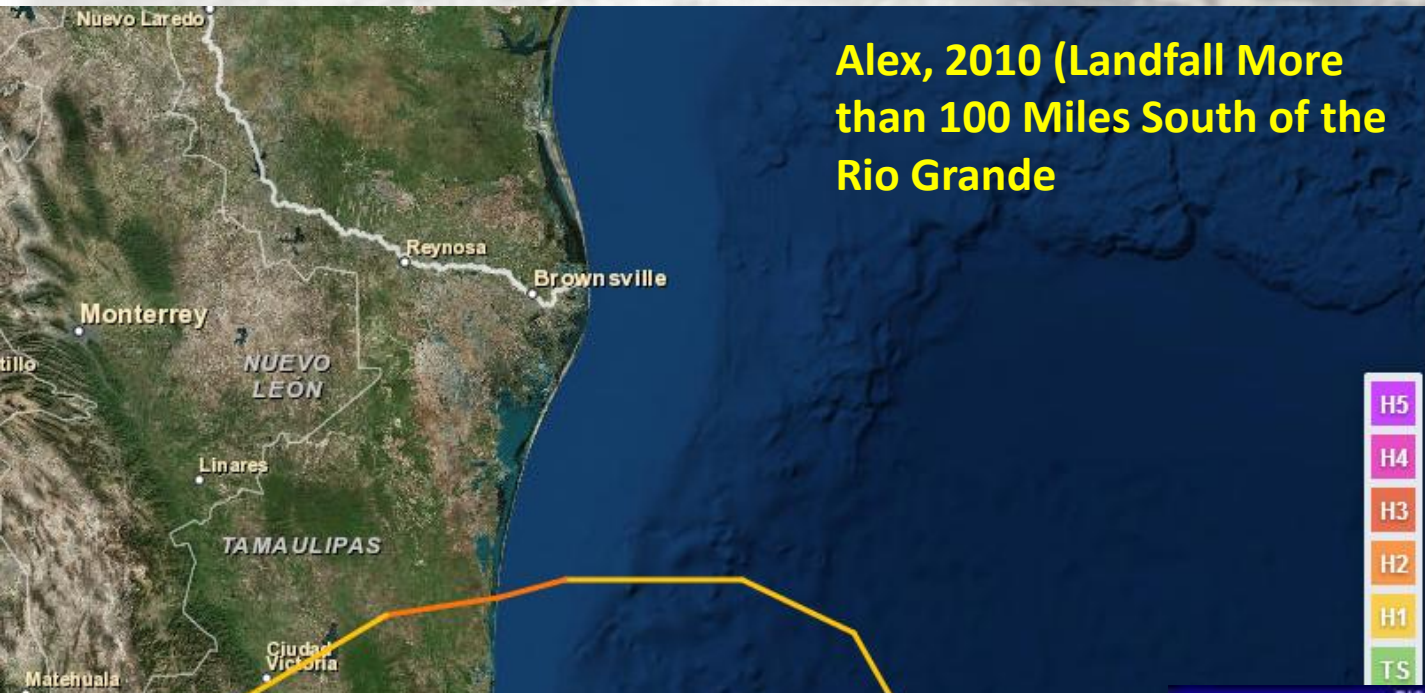 Nuevo Laredo
Alex, 2010 (Landfall More
than 100 Miles South of the
Rio Grande
Reynosa
Brownsville
Monterrey
tillo
NUEVO
LEÓN
H5
H4
Linares
H3
TAMAULIPAS
H2
H1
Ciudad
Victoria
TS
Matehuala